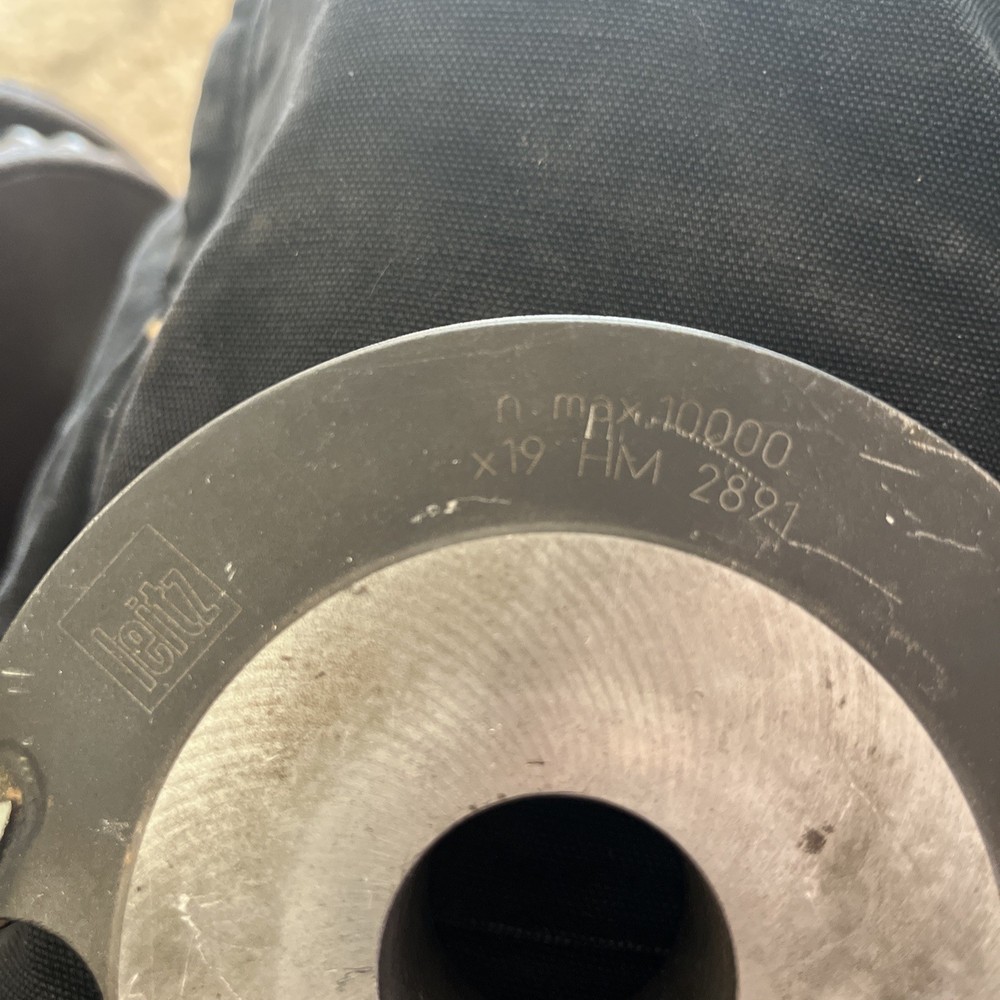 n. max. 10000
x19 HM 2891
leitz